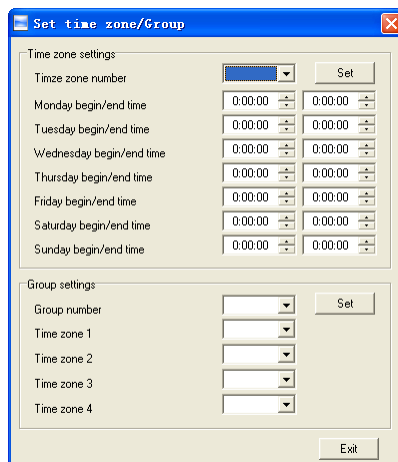 Set time zone/Group
Time zone settings
Timze zone number Set
Monday begin/end time 0:00:00 0:00:00
Tuesday begin/end time 0:00:00 0:00:00
Wednesday begin/end time 0:00:00 0:00:00
Thursday begin/end time 0:00:00 0:00:00
Friday begin/end time 0:00:00 0:00:00
Saturday begin/end time 0:00:00 0:00:00
Sunday begin/end time 0:00:00 0:00:00
Group settings
Group number Set
Time zone 1
Time zone 2
Time zone 3
Time zone 4
Exit